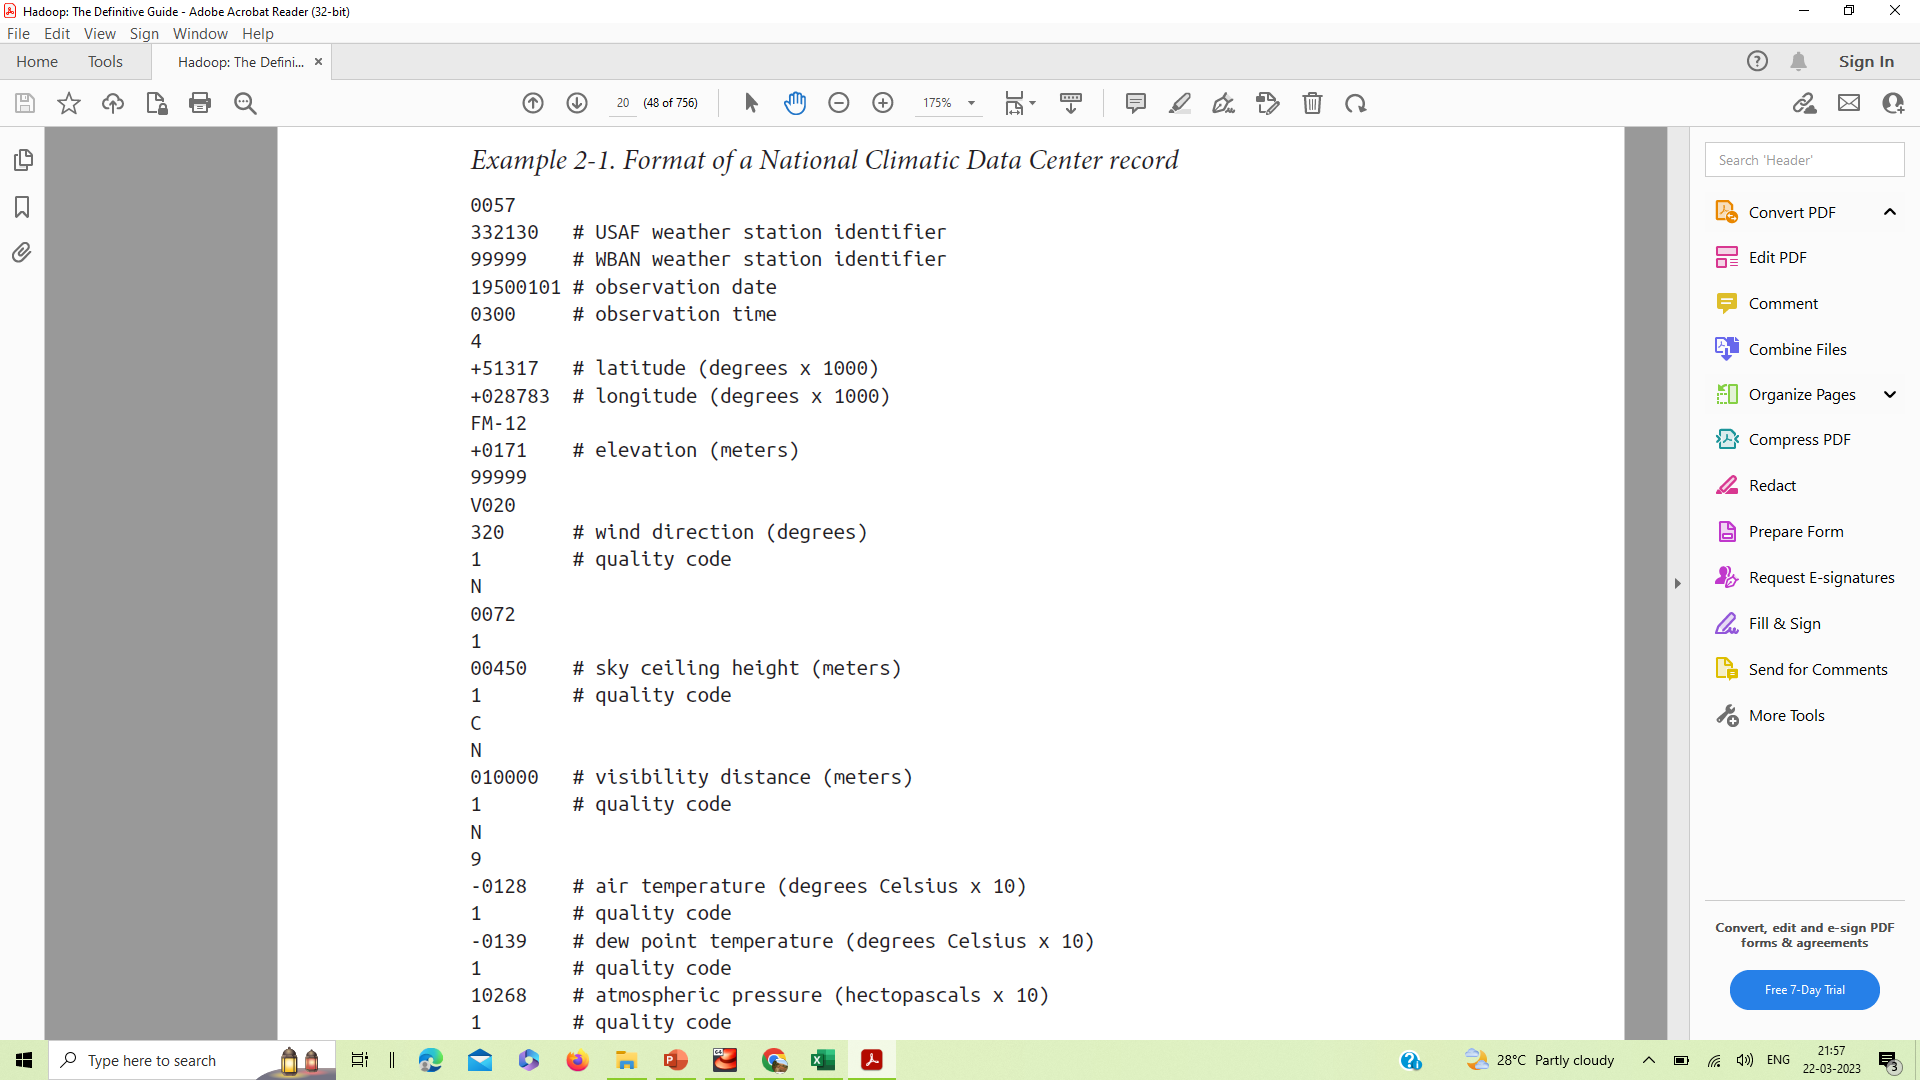 Hadoop: The Definitive Guide - Adobe Acrobat Reader (32-bit)
File Edit View Sign Window Help
Home Tools Hadoop: The Defini... × Sign In
20 (48 of 756) 175%
Example 2-1. Format of a National Climatic Data Center record
0057
332130 # USAF weather station identifier
99999 # WBAN weather station identifier
19500101 # observation date
0300 # observation time
4
+51317 # latitude (degrees x 1000)
+028783 # longitude (degrees x 1000)
FM-12
+0171 # elevation (meters)
99999
V020
320 # wind direction (degrees)
1 # quality code
N
0072
1
00450 # sky ceiling height (meters)
1 # quality code
C
N
010000 # visibility distance (meters)
1 # quality code
N
9
-0128 # air temperature (degrees Celsius x 10)
1 # quality code
-0139 # dew point temperature (degrees Celsius x 10)
1 # quality code
10268 # atmospheric pressure (hectopascals x 10)
1 # quality code
Search 'Header'
Convert PDF
Edit PDF
Comment
Combine Files
Organize Pages
Compress PDF
Redact
Prepare Form
Request E-signatures
Fill & Sign
Send for Comments
More Tools
Convert, edit and e-sign PDF
forms & agreements
Free 7-Day Trial
Type here to search
28°C Partly cloudy
ENG
21:57
22-03-2023
3